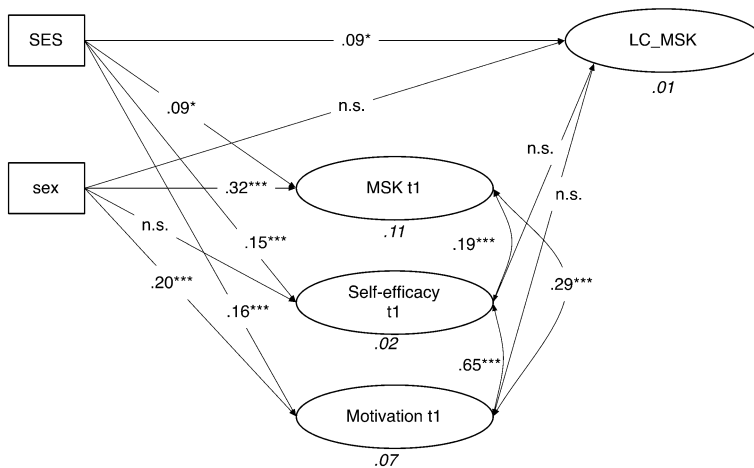 SES
.09*
LC_MSK
.01
.09*
n.s.
n.s.
sex
.32***
MSK t1
n.s.
.11
n.s.
.15***
.19***
.20***
.16***
Self-efficacy
t1
.29***
.02
.65***
Motivation t1
.07